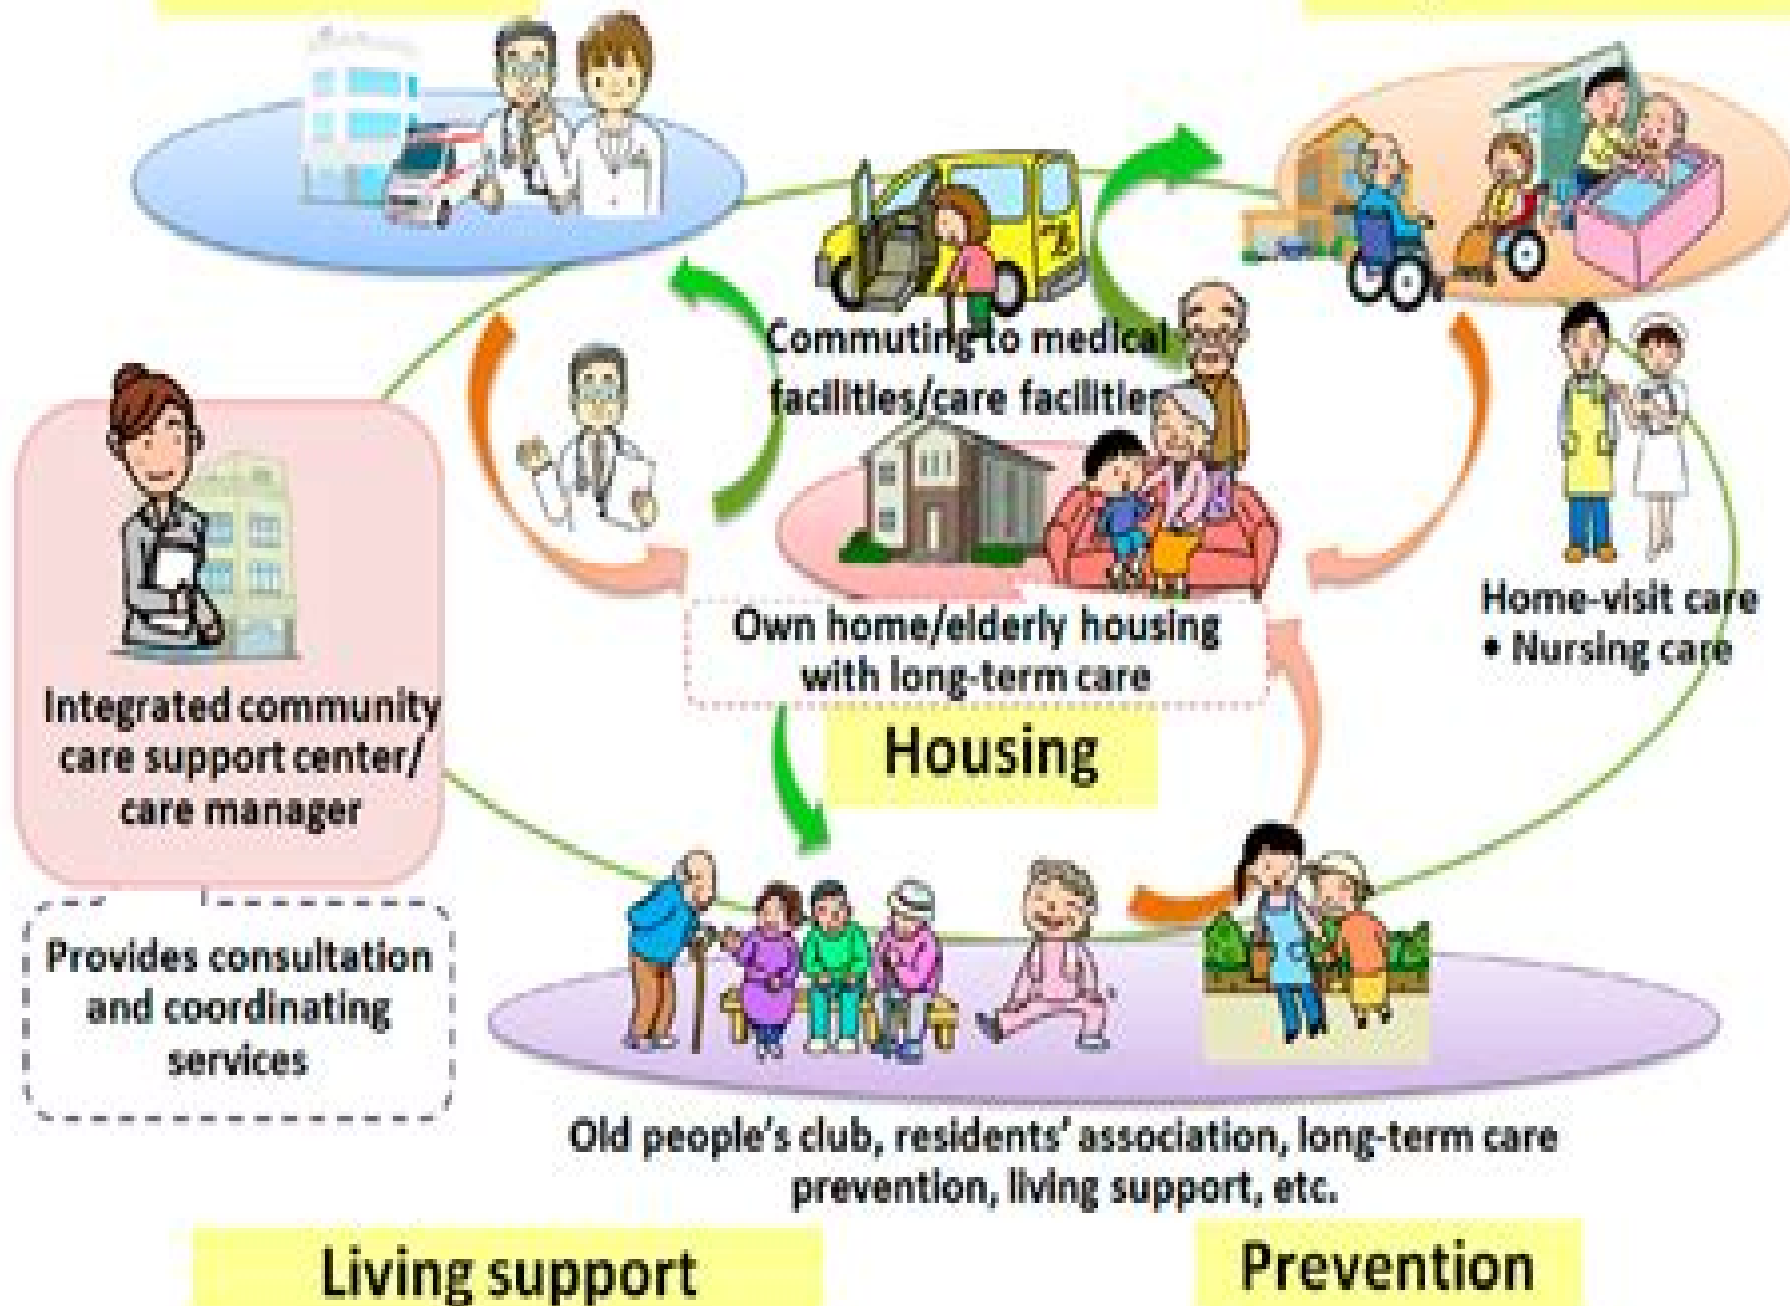 Commuting to medical
facilities/care facilities
Own home/elderly housing
with long-term care
Housing
Home-visit care
• Nursing care
Integrated community
care support center/
care manager
Provides consultation
and coordinating
services
Old people's club, residents' association, long-term care
prevention, living support, etc.
Living support
Prevention